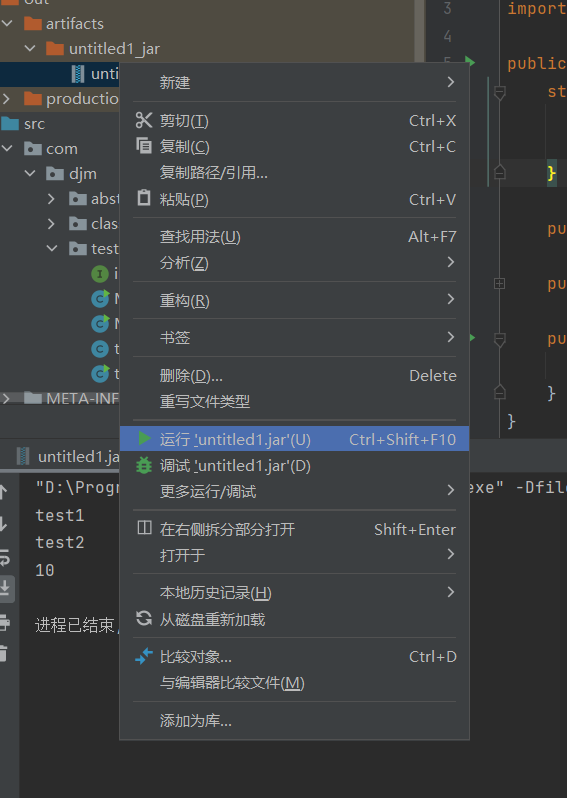 out
artifacts
untitled1_jar
unti
productio
src
com
djm
abst
class
test
META-INF
3
import
4
5
public
st
}
pu
pu
pu
}
}
新建
剪切(T) Ctrl+X
复制(C) Ctrl+C
复制路径/引用...
粘贴(P) Ctrl+V
查找用法(U) Alt+F7
分析(Z)
重构(R)
书签
删除(D)... Delete
重写文件类型
运行 'untitled1.jar'(U) Ctrl+Shift+F10
调试 'untitled1.jar'(D)
更多运行/调试
在右侧拆分部分打开 Shift+Enter
打开于
本地历史记录(H)
从磁盘重新加载
比较对象... Ctrl+D
与编辑器比较文件(M)
添加为库...
untitled1.ja
"D:\Progr exe" -Dfile
test1
test2
10
进程已结束,